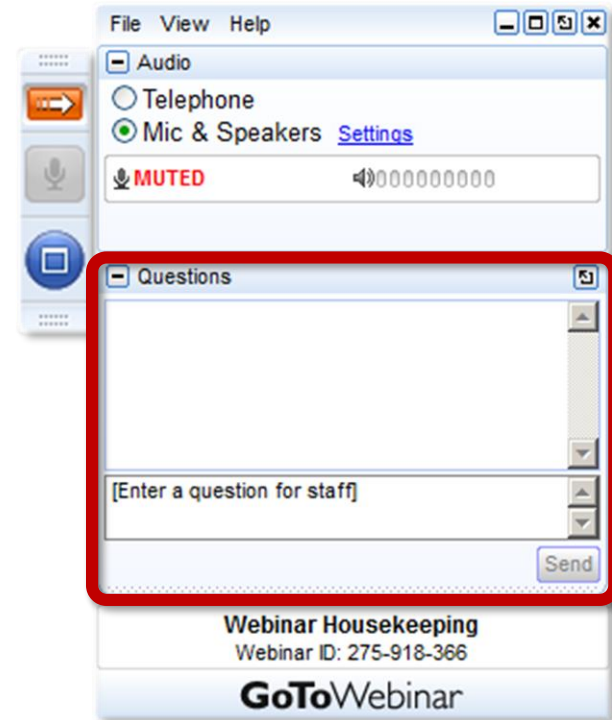 File View Help
Audio
Telephone
Mic & Speakers Settings
MUTED
Questions
[Enter a question for staff]
Send
Webinar Housekeeping
Webinar ID: 275-918-366
GoToWebinar